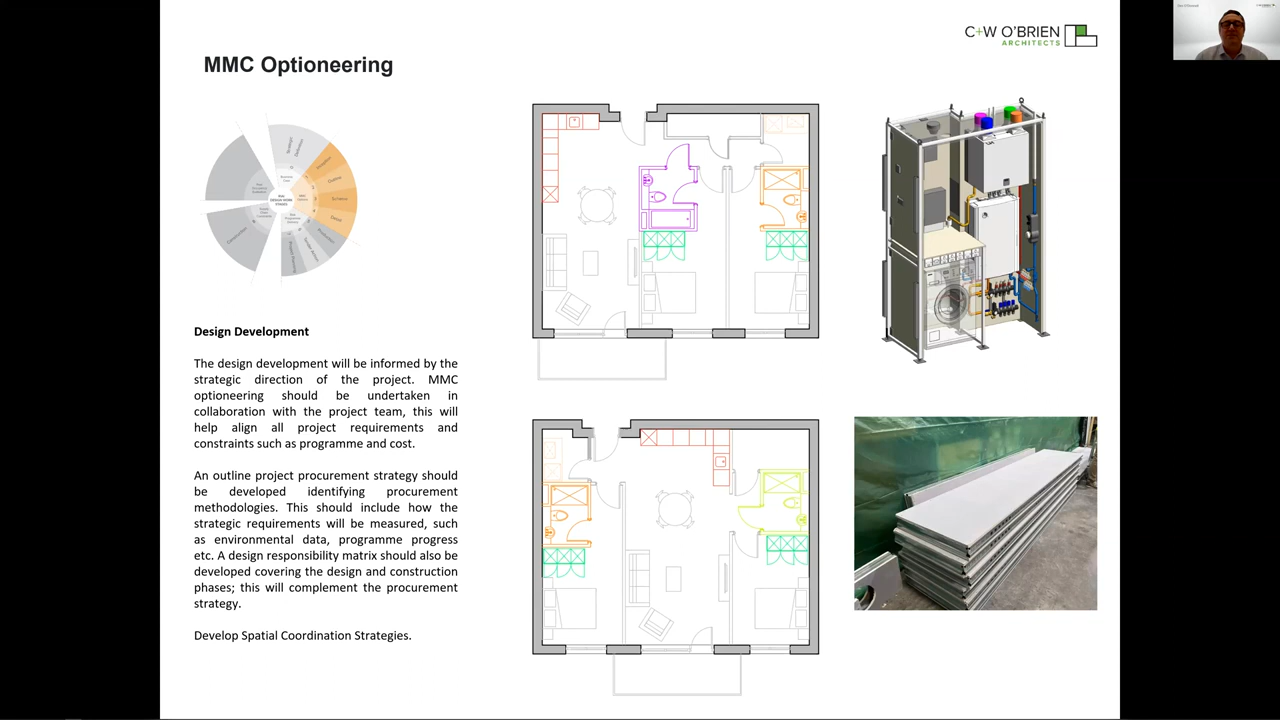 C+W O'BRIEN
ARCHITECTS
MMC Optioneering
Design Development
The design development will be informed by the
strategic direction of the project. MMC
optioneering should be undertaken in
collaboration with the project team, this will
help align all project requirements and
constraints such as programme and cost.
An outline project procurement strategy should
be developed identifying procurement
methodologies. This should include how the
strategic requirements will be measured, such
as environmental data, programme progress
etc. A design responsibility matrix should also be
developed covering the design and construction
phases; this will complement the procurement
strategy.
Develop Spatial Coordination Strategies.